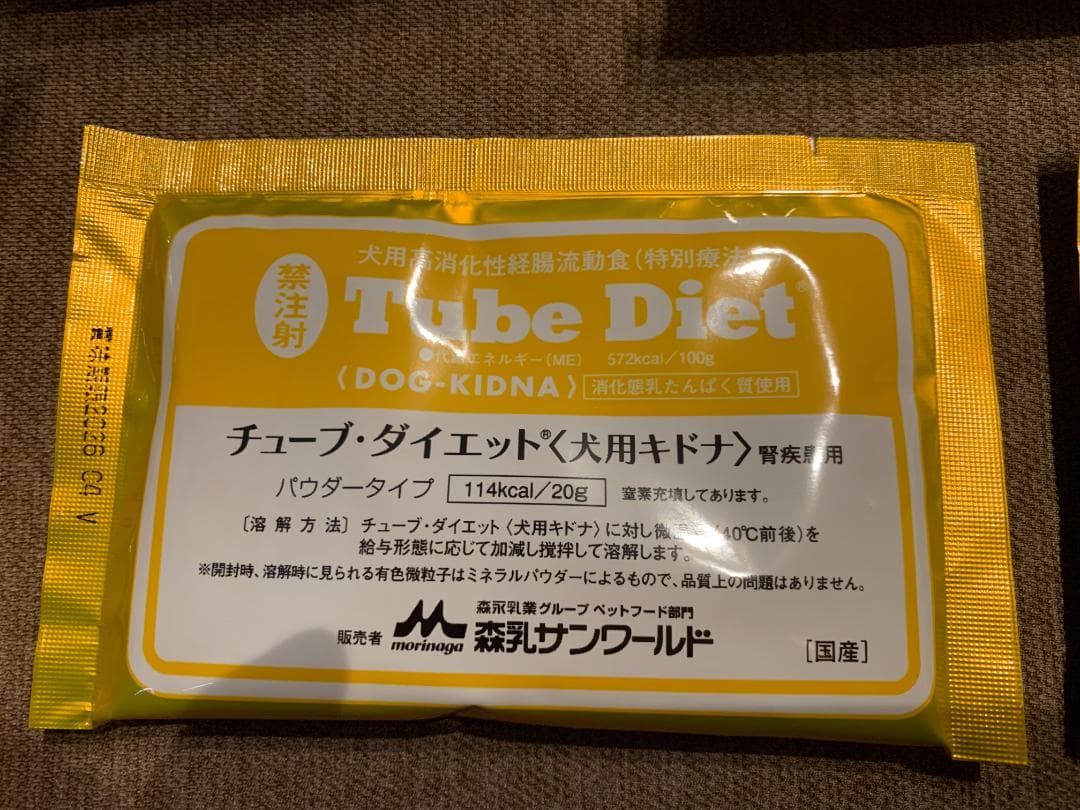 犬用高消化性経腸流動食(特別療法
禁注射
Tube Diet®
●代謝エネルギー〔ME〕 572kcal/100g
〈DOG-KIDNA〉 消化態乳たんぱく質使用
チューブ・ダイエット®〈犬用キドナ〉腎疾患用
パウダータイプ 114kcal/20g 窒素充填してあります。
〔溶解方法〕チューブ・ダイエット〈犬用キドナ〉に対し微 40℃前後)を
給与形態に応じて加減し撹拌して溶解します。
※開封時、溶解時に見られる有色微粒子はミネラルパウダーによるもので、品質上の問題はありません。
森永乳業グループ ペットフード部門
販売者 morinaga 森乳サンワールド
[国産]
04 V